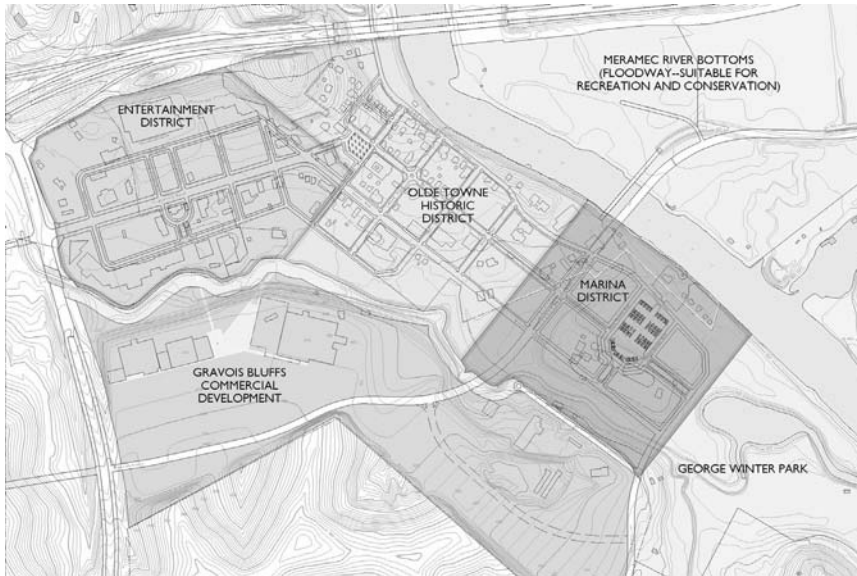 MERAMEC RIVER BOTTOMS
(FLOODWAY--SUITABLE FOR
RECREATION AND CONSERVATION)
ENTERTAINMENT
DISTRICT
OLDE TOWNE
HISTORIC
DISTRICT
MARINA
DISTRICT
GRAVOIS BLUFFS
COMMERCIAL
DEVELOPMENT
GEORGE WINTER PARK